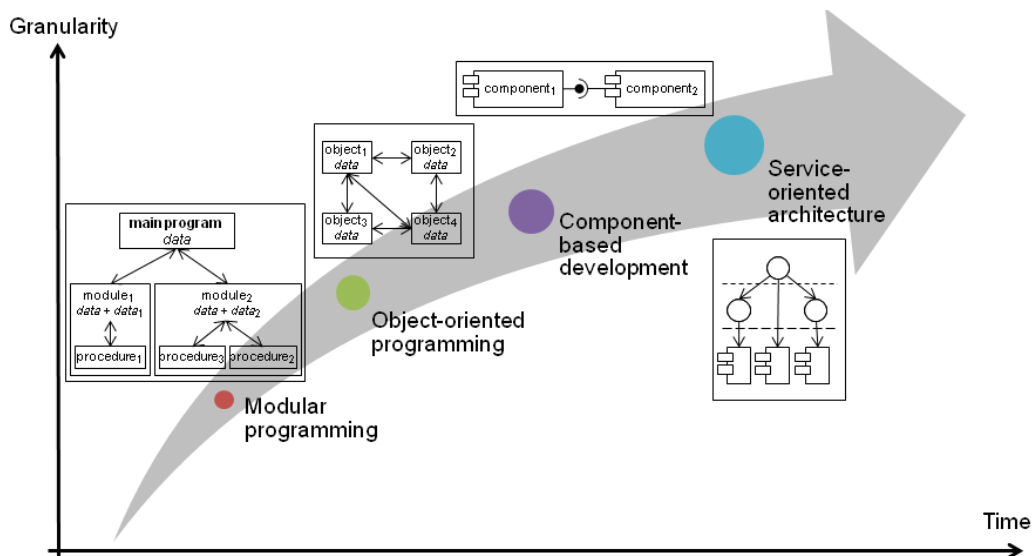 Granularity
component₁
component₂
object₁
data
object₂
data
object₃
data
object₄
data
Service-
oriented
architecture
main program
data
Component-
based
development
module₁
data + data₁
module₂
data + data₂
procedure₁
procedure₃
procedure₂
Object-oriented
programming
Modular
programming
Time